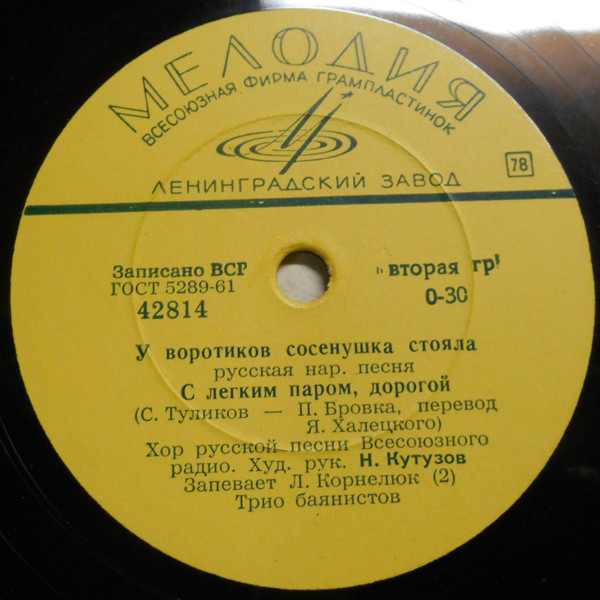 МЕЛОДИЯ
ВСЕСОЮЗНАЯ ФИРМА ГРАМПЛАСТИНОК
ЛЕНИНГРАДСКИЙ ЗАВОД
78
Записано вторая
ГОСТ 5289-61 0-30
42814
У воротиков сосенушка стояла
русская нар. песня
С легким паром, дорогой
(С. Туликов — П. Бровка, перевод
Я. Халецкого)
Хор русской песни Всесоюзного
радио. Худ. рук. Н. Кутузов
Запевает Л. Корнелюк (2)
Трио баянистов